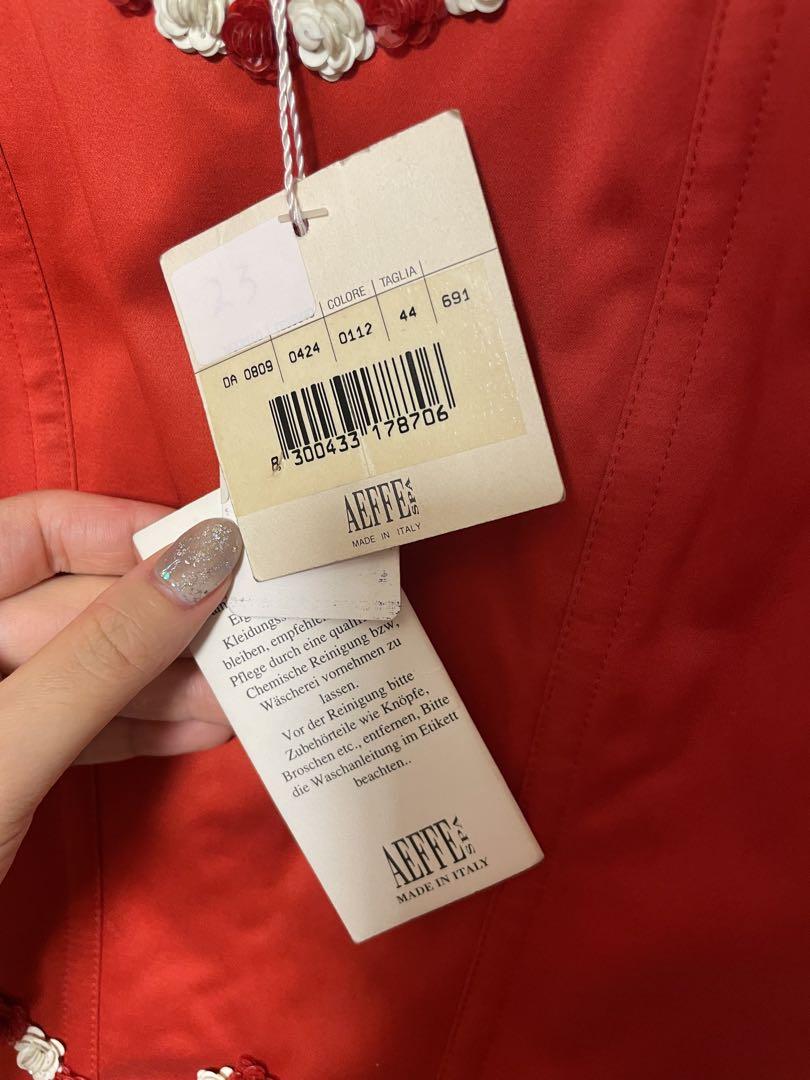 23
COLORE TAGLIA
DA 0809 0424 0112 44 691
8 300433 178706
AEFFE SPA
MADE IN ITALY
Kleidungss
bleiben, empfehle
Pflege durch eine quali
Chemische Reinigung bzw.
Wäscherei vornehmen zu
lassen.
Vor der Reinigung bitte
Zubehörteile wie Knöpfe,
Broschen etc., entfernen, Bitte
die Waschanleitung im Etikett
beachten..
AEFFE SPA
MADE IN ITALY